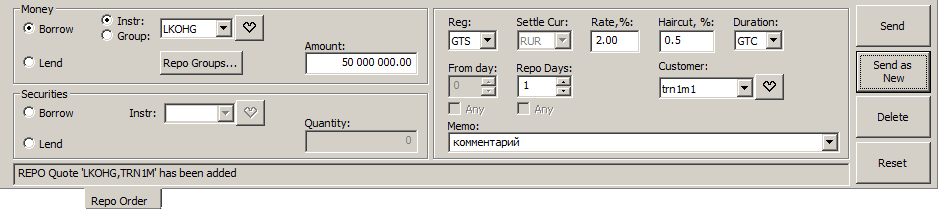 Money
Borrow
Instr:
Group:
LKOHG
Lend
Repo Groups...
Amount:
50 000 000.00
Securities
Borrow
Instr:
Lend
Quantity:
0
Reg:
Settle Cur:
Rate,%:
Haircut, %:
Duration:
GTS
RUR
2.00
0.5
GTC
From day:
Repo Days:
Customer:
0
1
trn1m1
Any
Any
Memo:
комментарий
Send
Send as
New
Delete
Reset
REPO Quote 'LKOHG,TRN1M' has been added
Repo Order